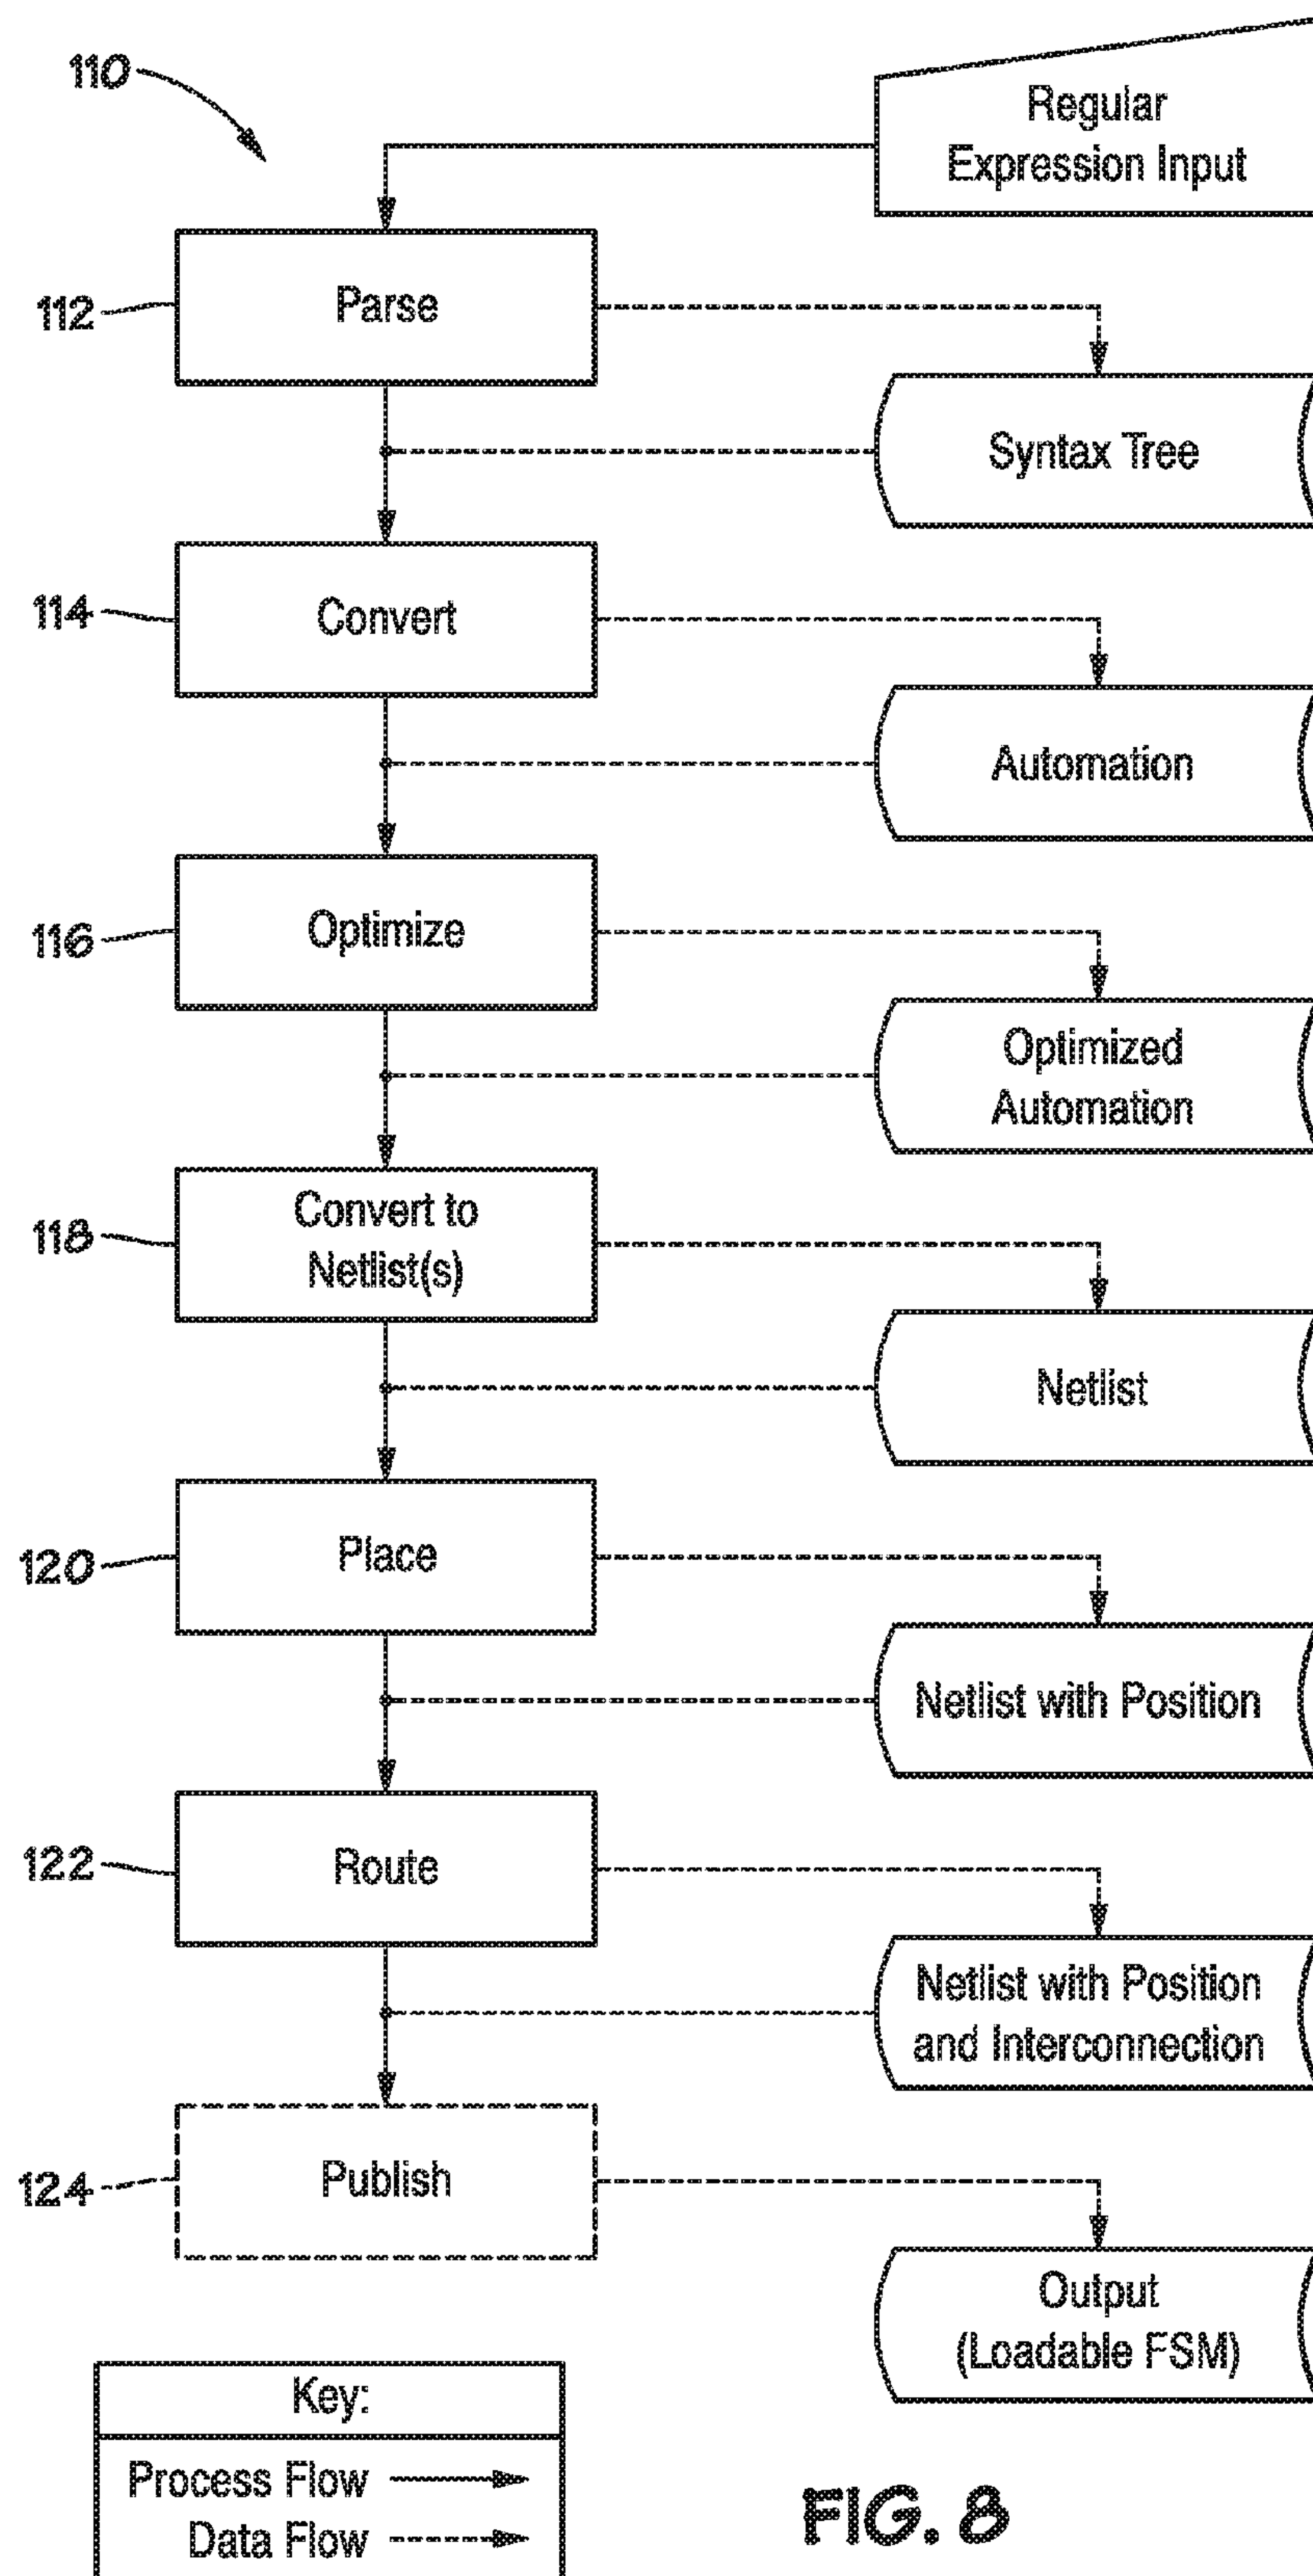 110
Regular
Expression Input
112
Parse
Syntax Tree
114
Convert
Automation
116
Optimize
Optimized
Automation
118
Convert to
Netlist(s)
Netlist
120
Place
Netlist with Position
122
Route
Netlist with Position
and Interconnection
124
Publish
Output
(Loadable FSM)
Key:
Process Flow
Data Flow
FIG. 8